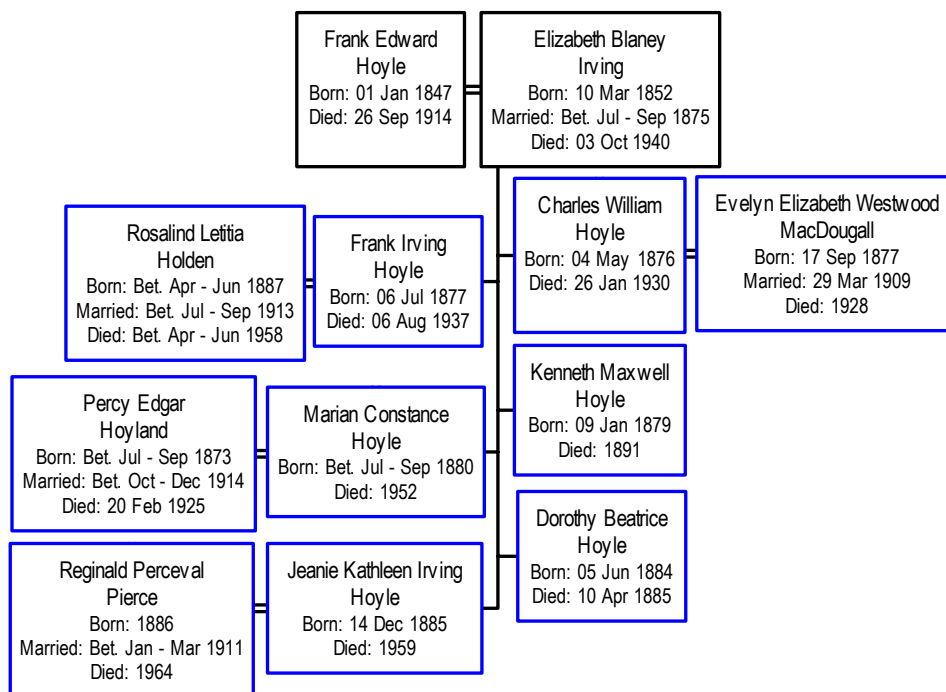 Frank Edward
Hoyle
Born: 01 Jan 1847
Died: 26 Sep 1914
Elizabeth Blaney
Irving
Born: 10 Mar 1852
Married: Bet. Jul - Sep 1875
Died: 03 Oct 1940
Charles William
Hoyle
Born: 04 May 1876
Died: 26 Jan 1930
Evelyn Elizabeth Westwood
MacDougall
Born: 17 Sep 1877
Married: 29 Mar 1909
Died: 1928
Rosalind Letitia
Holden
Born: Bet. Apr - Jun 1887
Married: Bet. Jul - Sep 1913
Died: Bet. Apr - Jun 1958
Frank Irving
Hoyle
Born: 06 Jul 1877
Died: 06 Aug 1937
Kenneth Maxwell
Hoyle
Born: 09 Jan 1879
Died: 1891
Percy Edgar
Hoyland
Born: Bet. Jul - Sep 1873
Married: Bet. Oct - Dec 1914
Died: 20 Feb 1925
Marian Constance
Hoyle
Born: Bet. Jul - Sep 1880
Died: 1952
Dorothy Beatrice
Hoyle
Born: 05 Jun 1884
Died: 10 Apr 1885
Reginald Perceval
Pierce
Born: 1886
Married: Bet. Jan - Mar 1911
Died: 1964
Jeanie Kathleen Irving
Hoyle
Born: 14 Dec 1885
Died: 1959